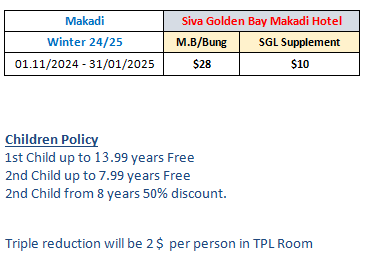 Makadi Siva Golden Bay Makadi Hotel
Winter 24/25 M.B/Bung SGL Supplement
01.11/2024 - 31/01/2025 $28 $10
Children Policy
1st Child up to 13.99 years Free
2nd Child up to 7.99 years Free
2nd Child from 8 years 50% discount.
Triple reduction will be 2 $ per person in TPL Room